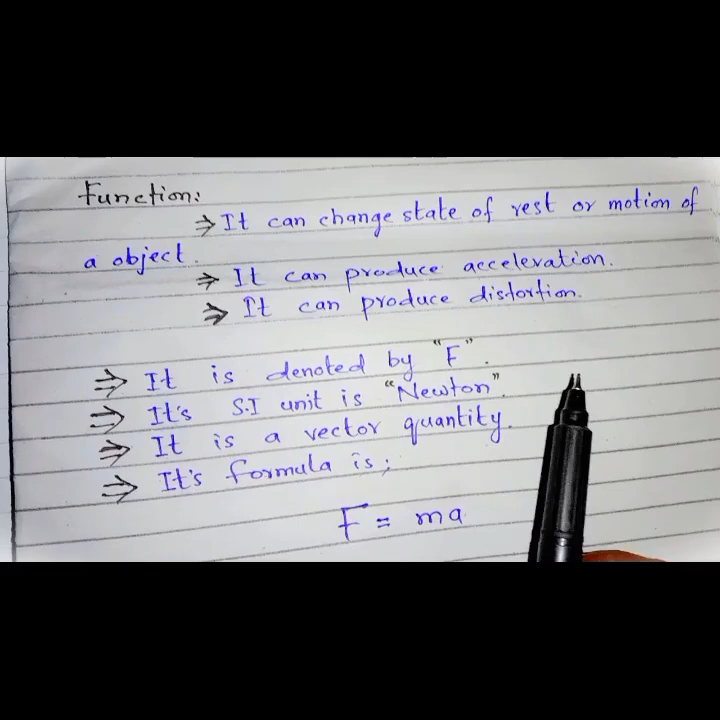 Function:
⇒ It can change state of rest or motion of
a object.
⇒ It can produce acceleration.
⇒ It can produce distortion.
⇒ It is denoted by "F".
⇒ It's S.I unit is "Newton".
⇒ It is a vector quantity.
⇒ It's formula is;
F = ma